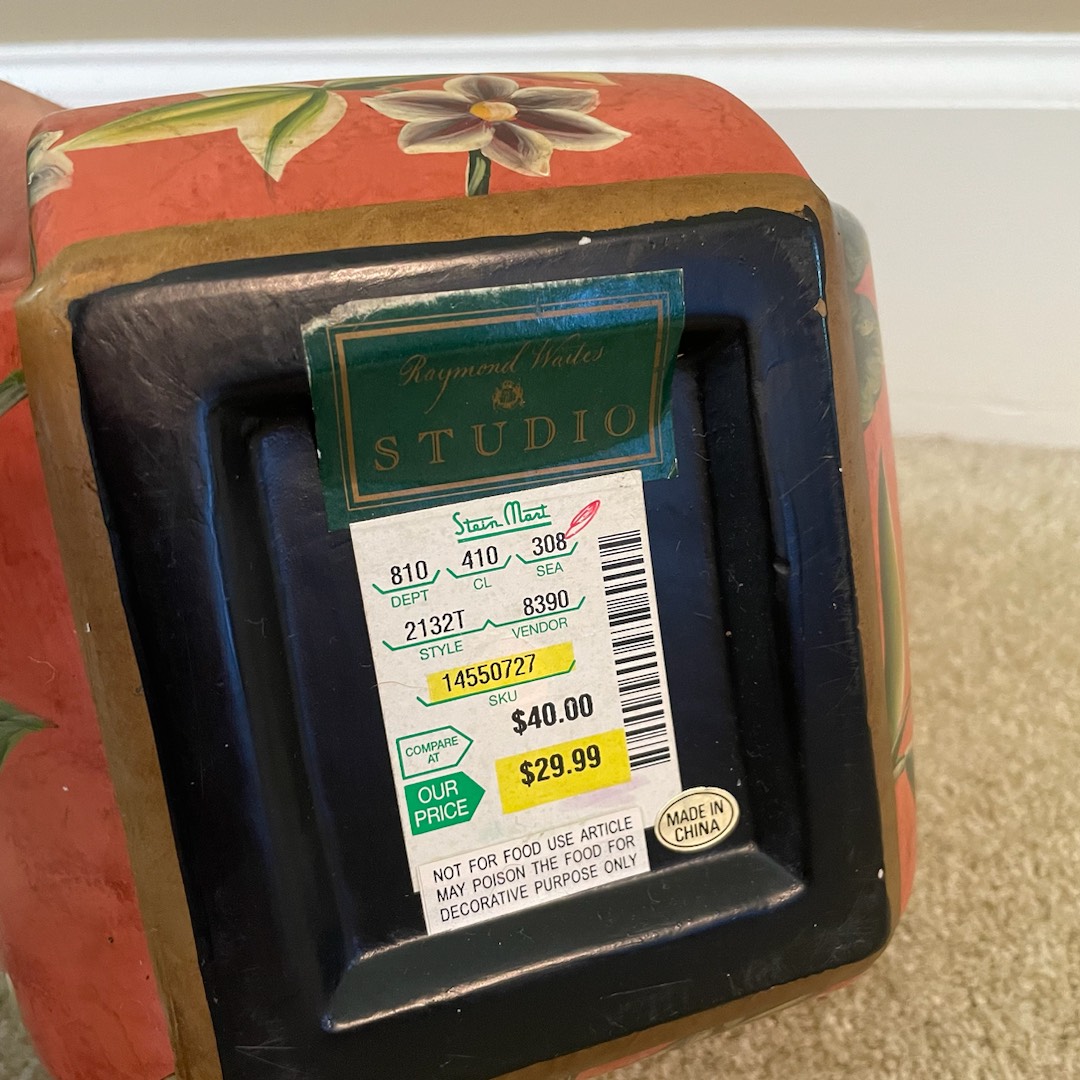 Raymond Waites
STUDIO
Stein Mart
810 410 308
DEPT CL SEA
2132T 8390
STYLE VENDOR
14550727
SKU
$40.00
COMPARE
AT
$29.99
OUR
PRICE
NOT FOR FOOD USE ARTICLE
MAY POISON THE FOOD FOR
DECORATIVE PURPOSE ONLY
MADE IN
CHINA